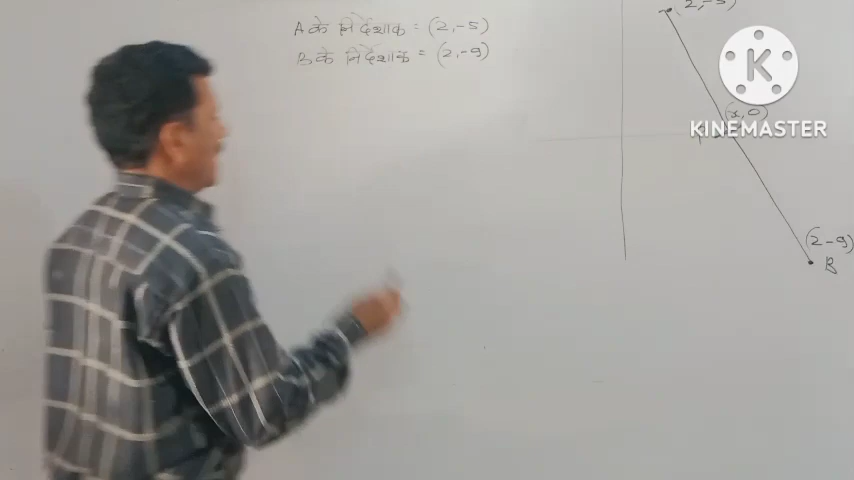 A के निर्देशांक = (2,-5)
B के निर्देशांक = (2,-9)
(2,-5)
K
(x, 0)
KINEMASTER
(2-9)
B